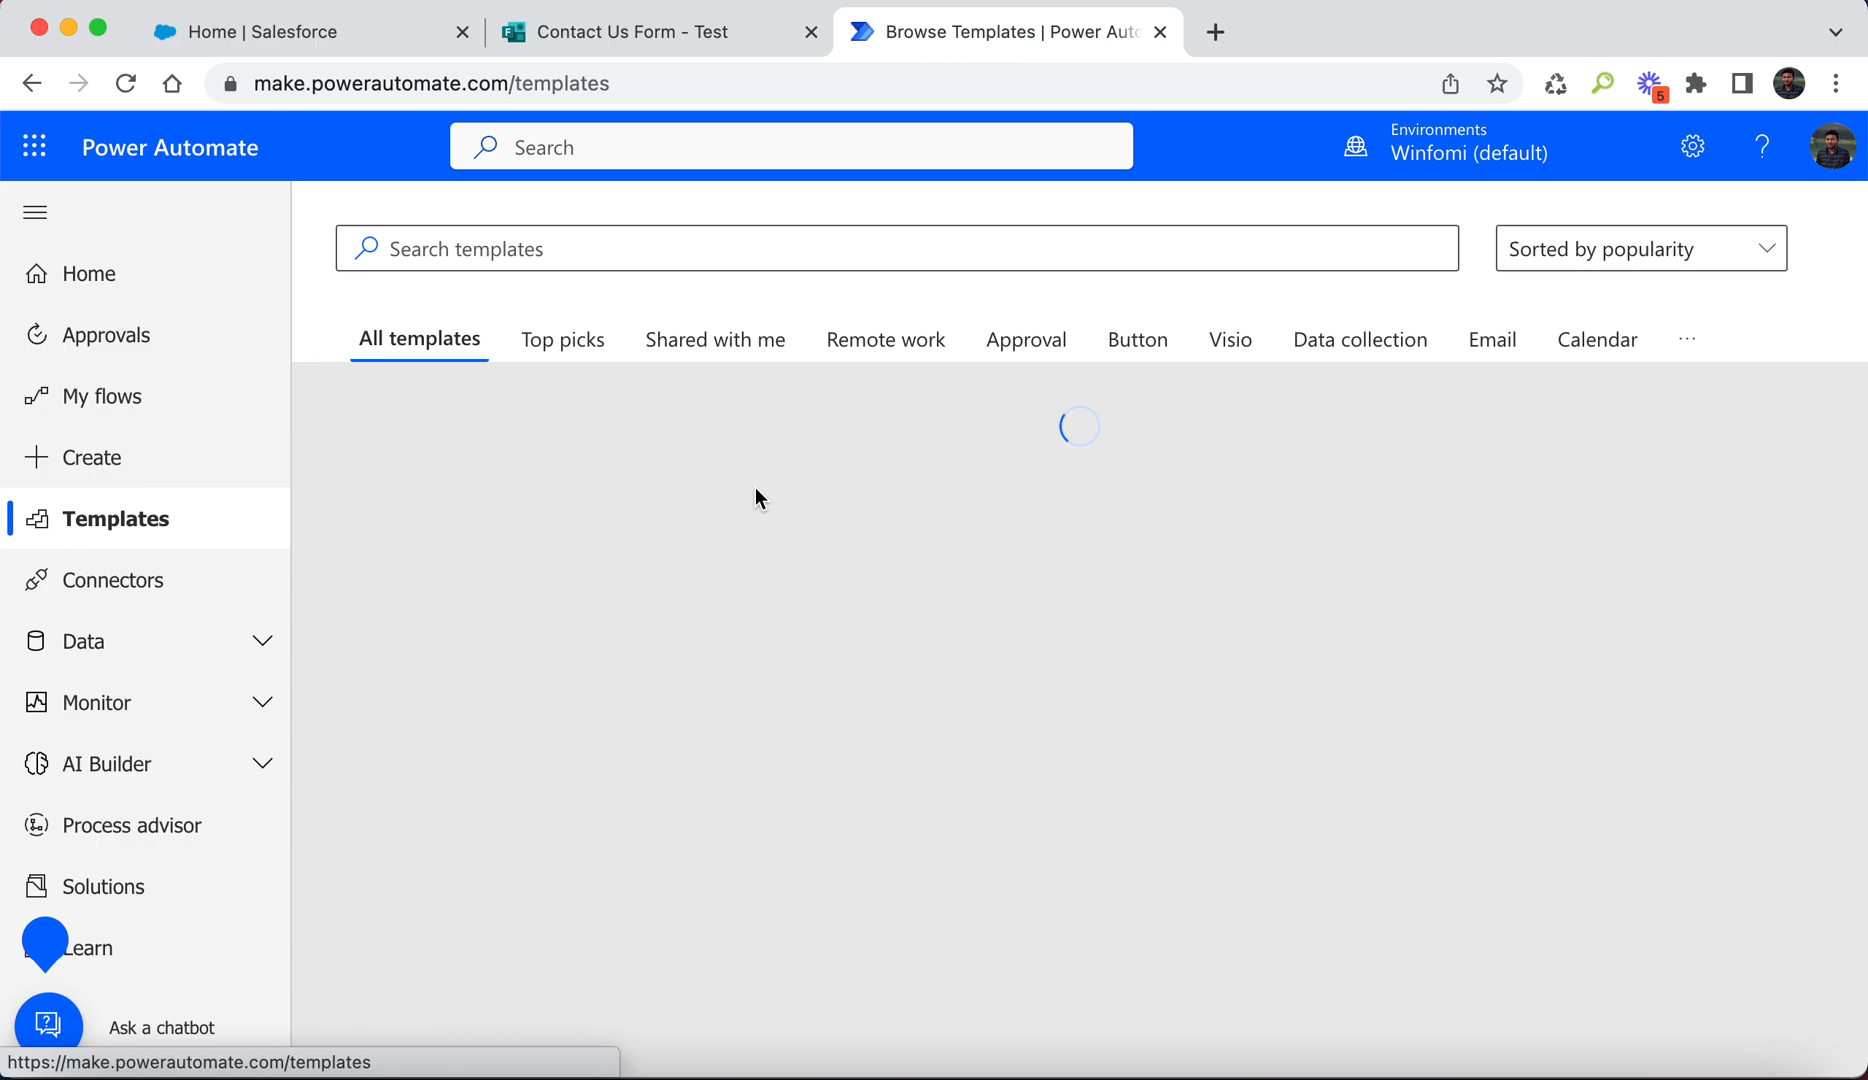 Home | Salesforce
Contact Us Form - Test
Browse Templates | Power Auto
make.powerautomate.com/templates
5
Power Automate
Search
Environments
Winfomi (default)
Search templates
Sorted by popularity
All templates
Top picks
Shared with me
Remote work
Approval
Button
Visio
Data collection
Email
Calendar
Home
Approvals
My flows
Create
Templates
Connectors
Data
Monitor
AI Builder
Process advisor
Solutions
Learn
Ask a chatbot
https://make.powerautomate.com/templates